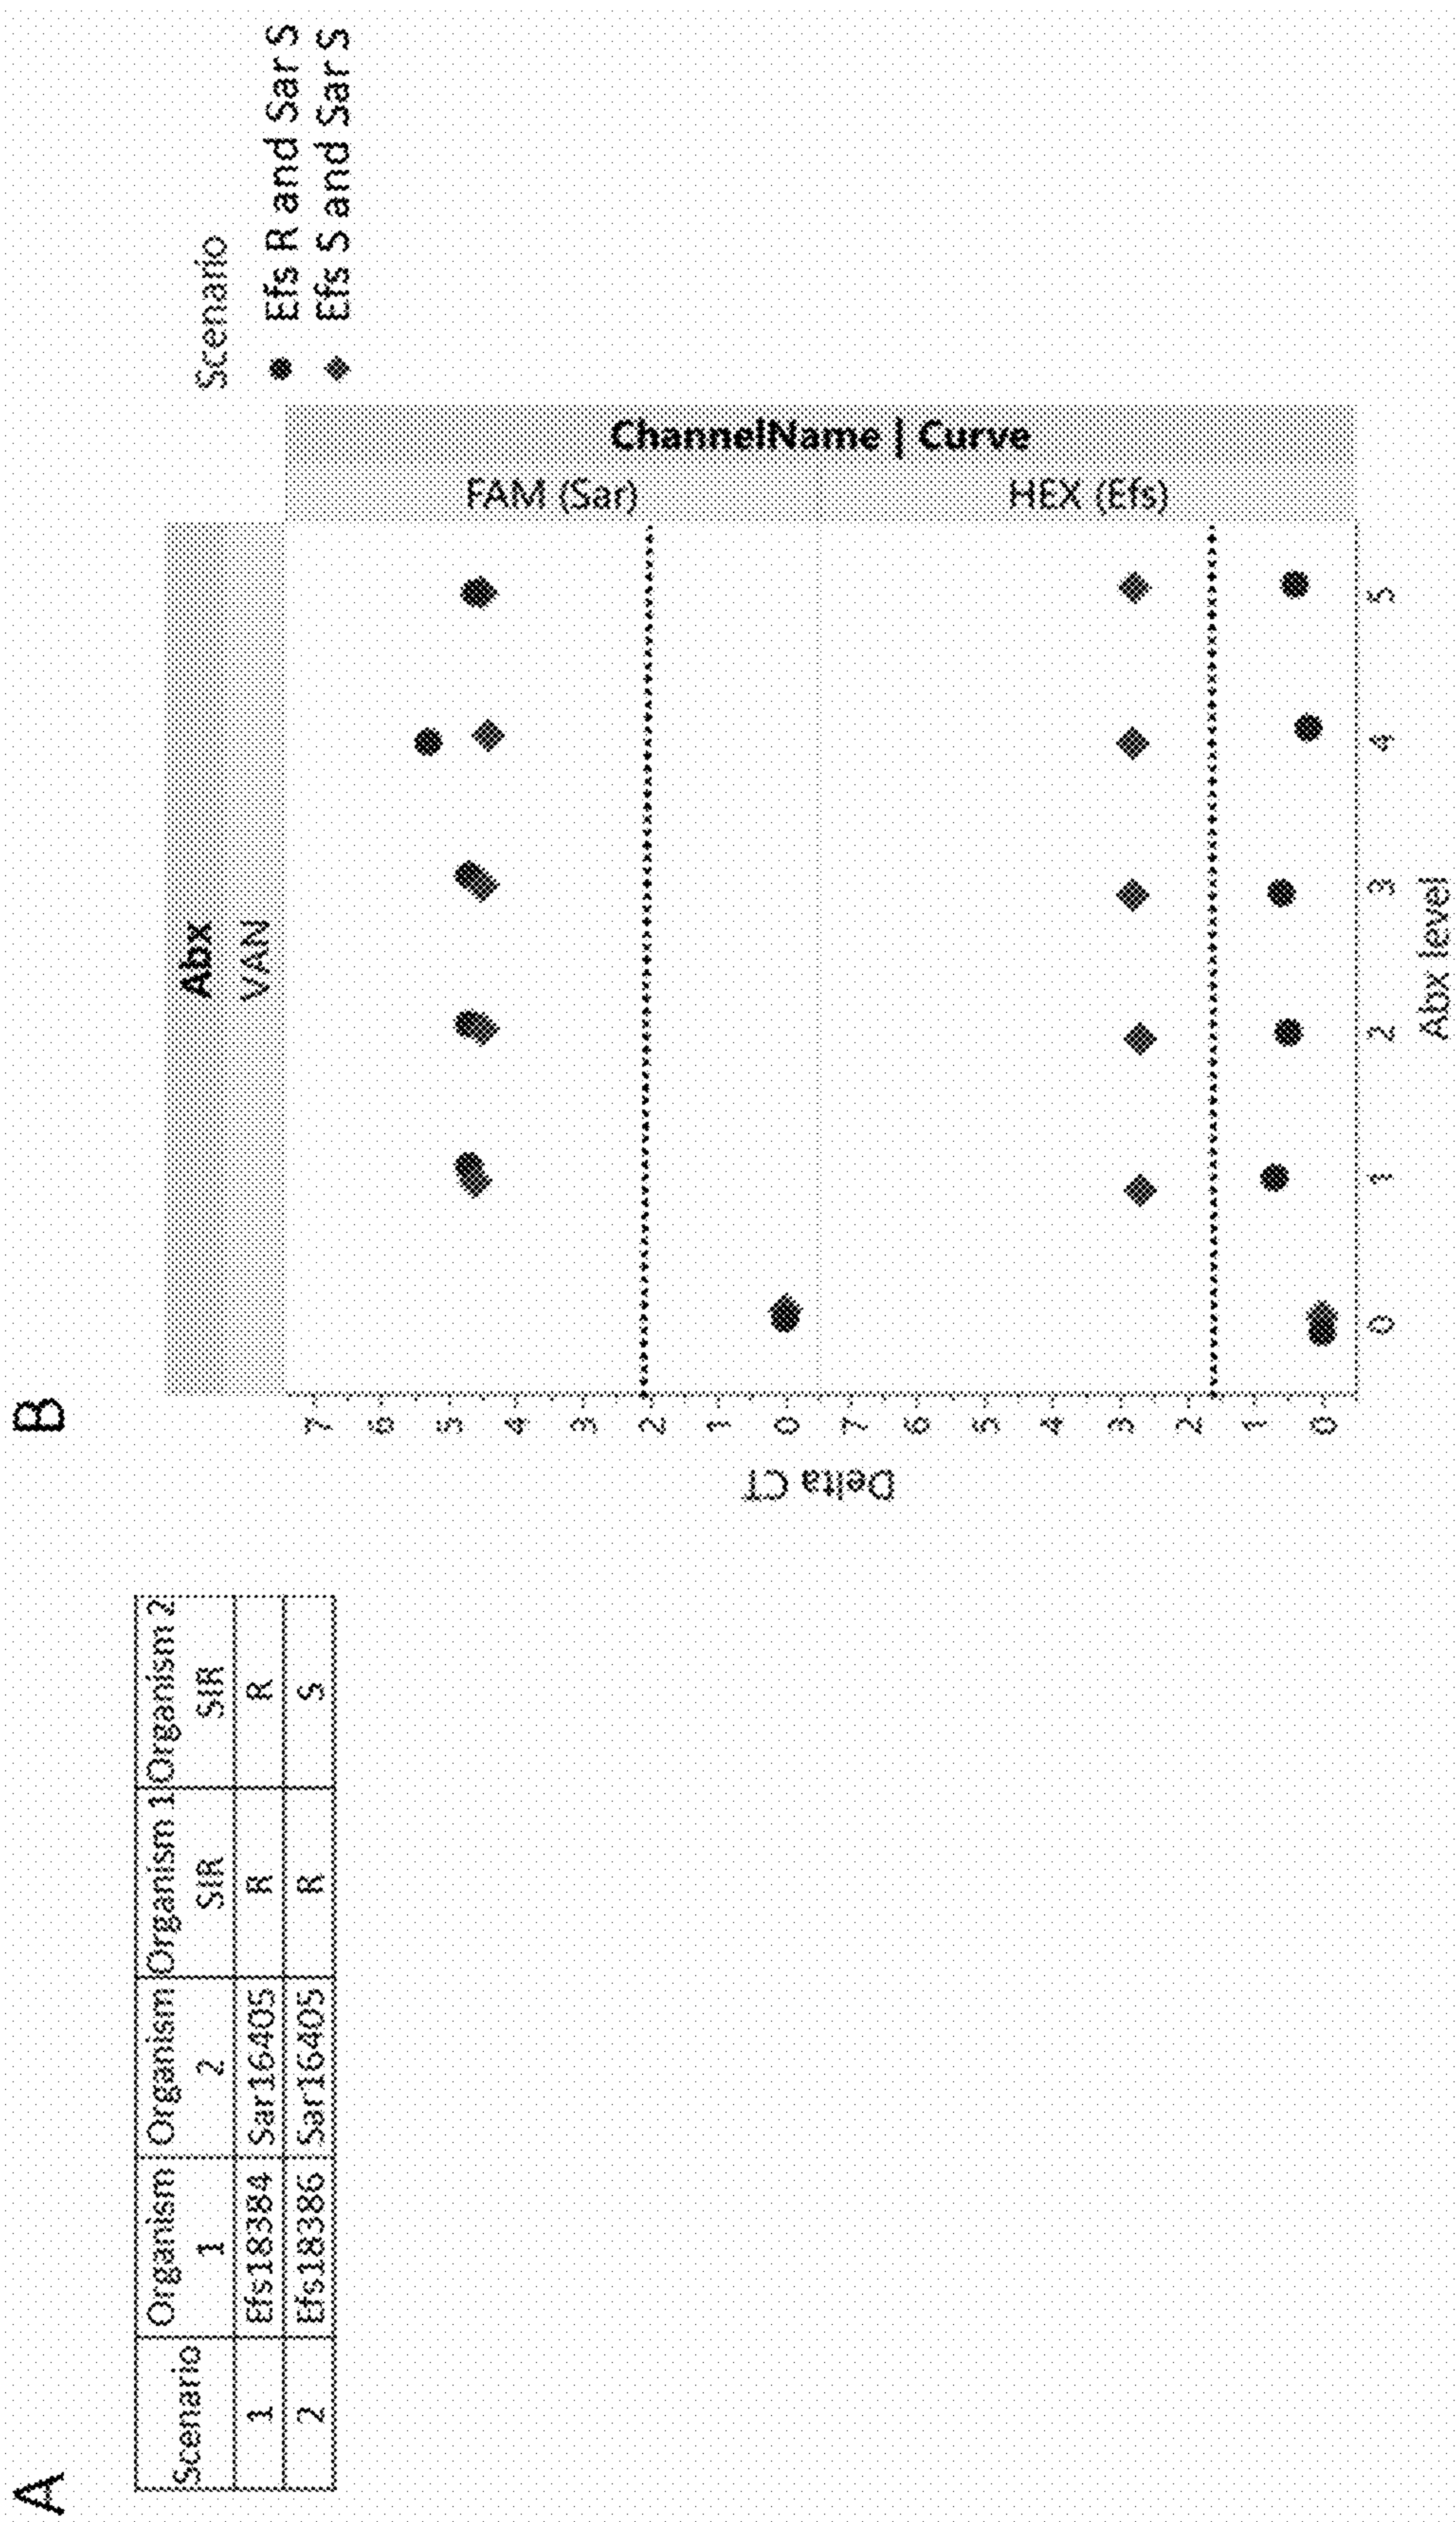 A
Scenario Organism 1 Organism 2 Organism 1 SIR Organism 2 SIR
1 Efs18384 Sar16405 R R
2 Efs18386 Sar16405 R S
B
Abx
VAN
Scenario
Efs R and Sar S
Efs S and Sar S
ChannelName | Curve
FAM (Sar)
HEX (Efs)
Delta CT
7
6
5
4
3
2
1
0
7
6
5
4
3
2
1
0
0 1 2 3 4 5
Abx level